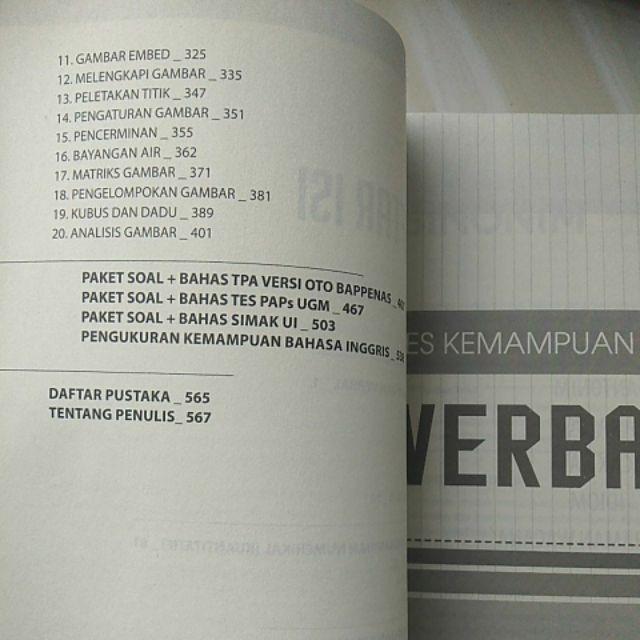 11. GAMBAR EMBED _ 325
12. MELENGKAPI GAMBAR _ 335
13. PELETAKAN TITIK _ 347
14. PENGATURAN GAMBAR _ 351
15. PENCERMINAN _ 355
16. BAYANGAN AIR _ 362
17. MATRIKS GAMBAR _ 371
18. PENGELOMPOKAN GAMBAR _ 381
19. KUBUS DAN DADU _ 389
20. ANALISIS GAMBAR _ 401
PAKET SOAL + BAHAS TPA VERSI OTO BAPPENAS _
PAKET SOAL + BAHAS TES PAPs UGM _ 467
PAKET SOAL + BAHAS SIMAK UI _ 503
PENGUKURAN KEMAMPUAN BAHASA INGGRIS _
DAFTAR PUSTAKA _ 565
TENTANG PENULIS_ 567
ES KEMAMPUAN
VERBA